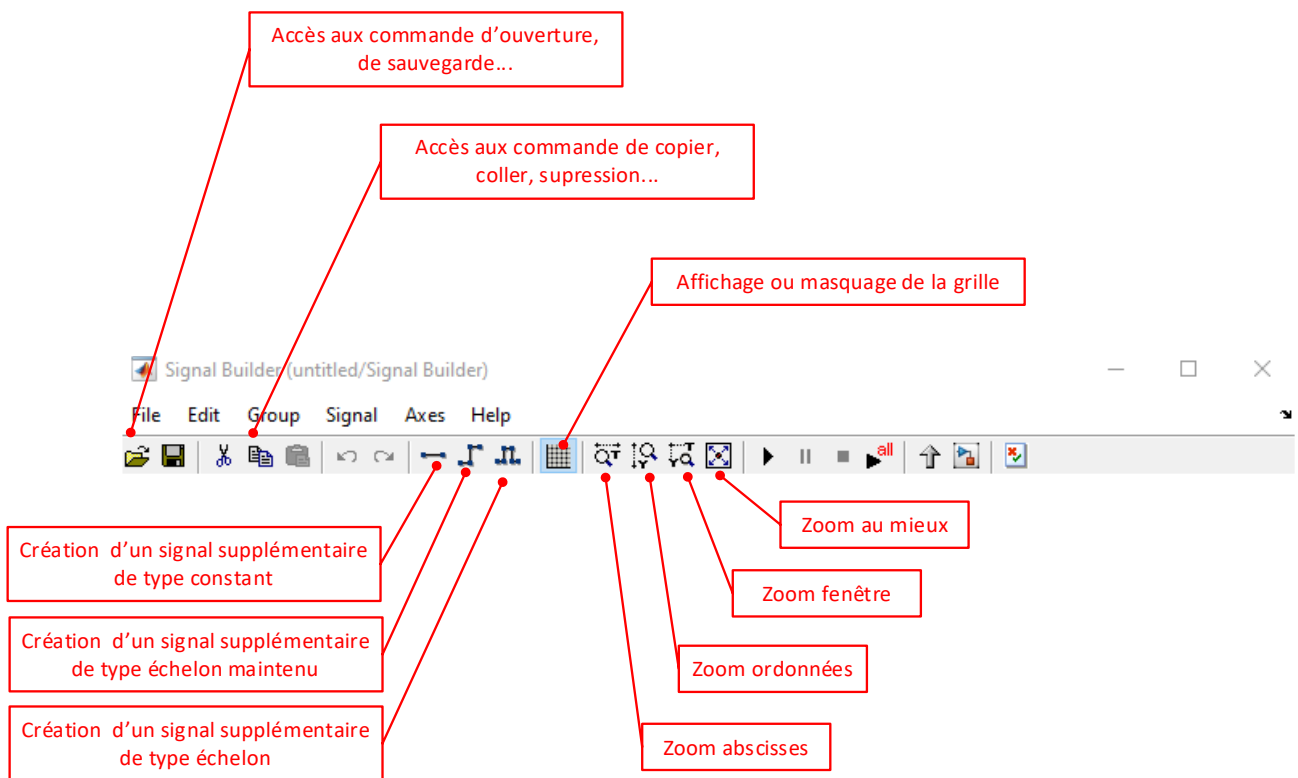 Accès aux commande d’ouverture,
de sauvegarde...
Accès aux commande de copier,
coller, supression...
Affichage ou masquage de la grille
Signal Builder (untitled/Signal Builder)
File Edit Group Signal Axes Help
all
Création d’un signal supplémentaire
de type constant
Création d’un signal supplémentaire
de type échelon maintenu
Création d’un signal supplémentaire
de type échelon
Zoom au mieux
Zoom fenêtre
Zoom ordonnées
Zoom abscisses